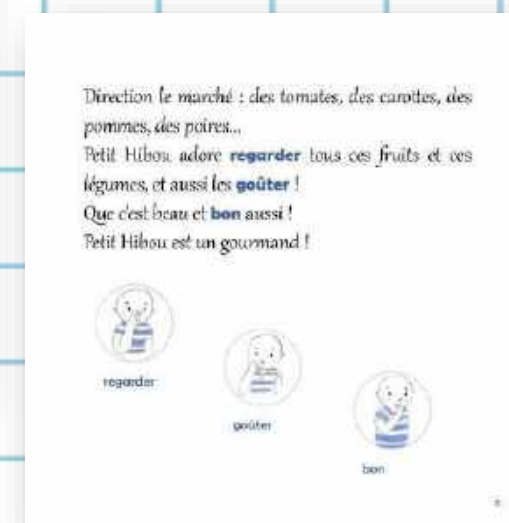 Direction le marché : des tomates, des carottes, des
pommes, des poires...
Petit Hibou adore regarder tous ces fruits et ces
légumes, et aussi les goûter !
Que c'est beau et bon aussi !
Petit Hibou est un gourmand !
regarder
goûter
bon